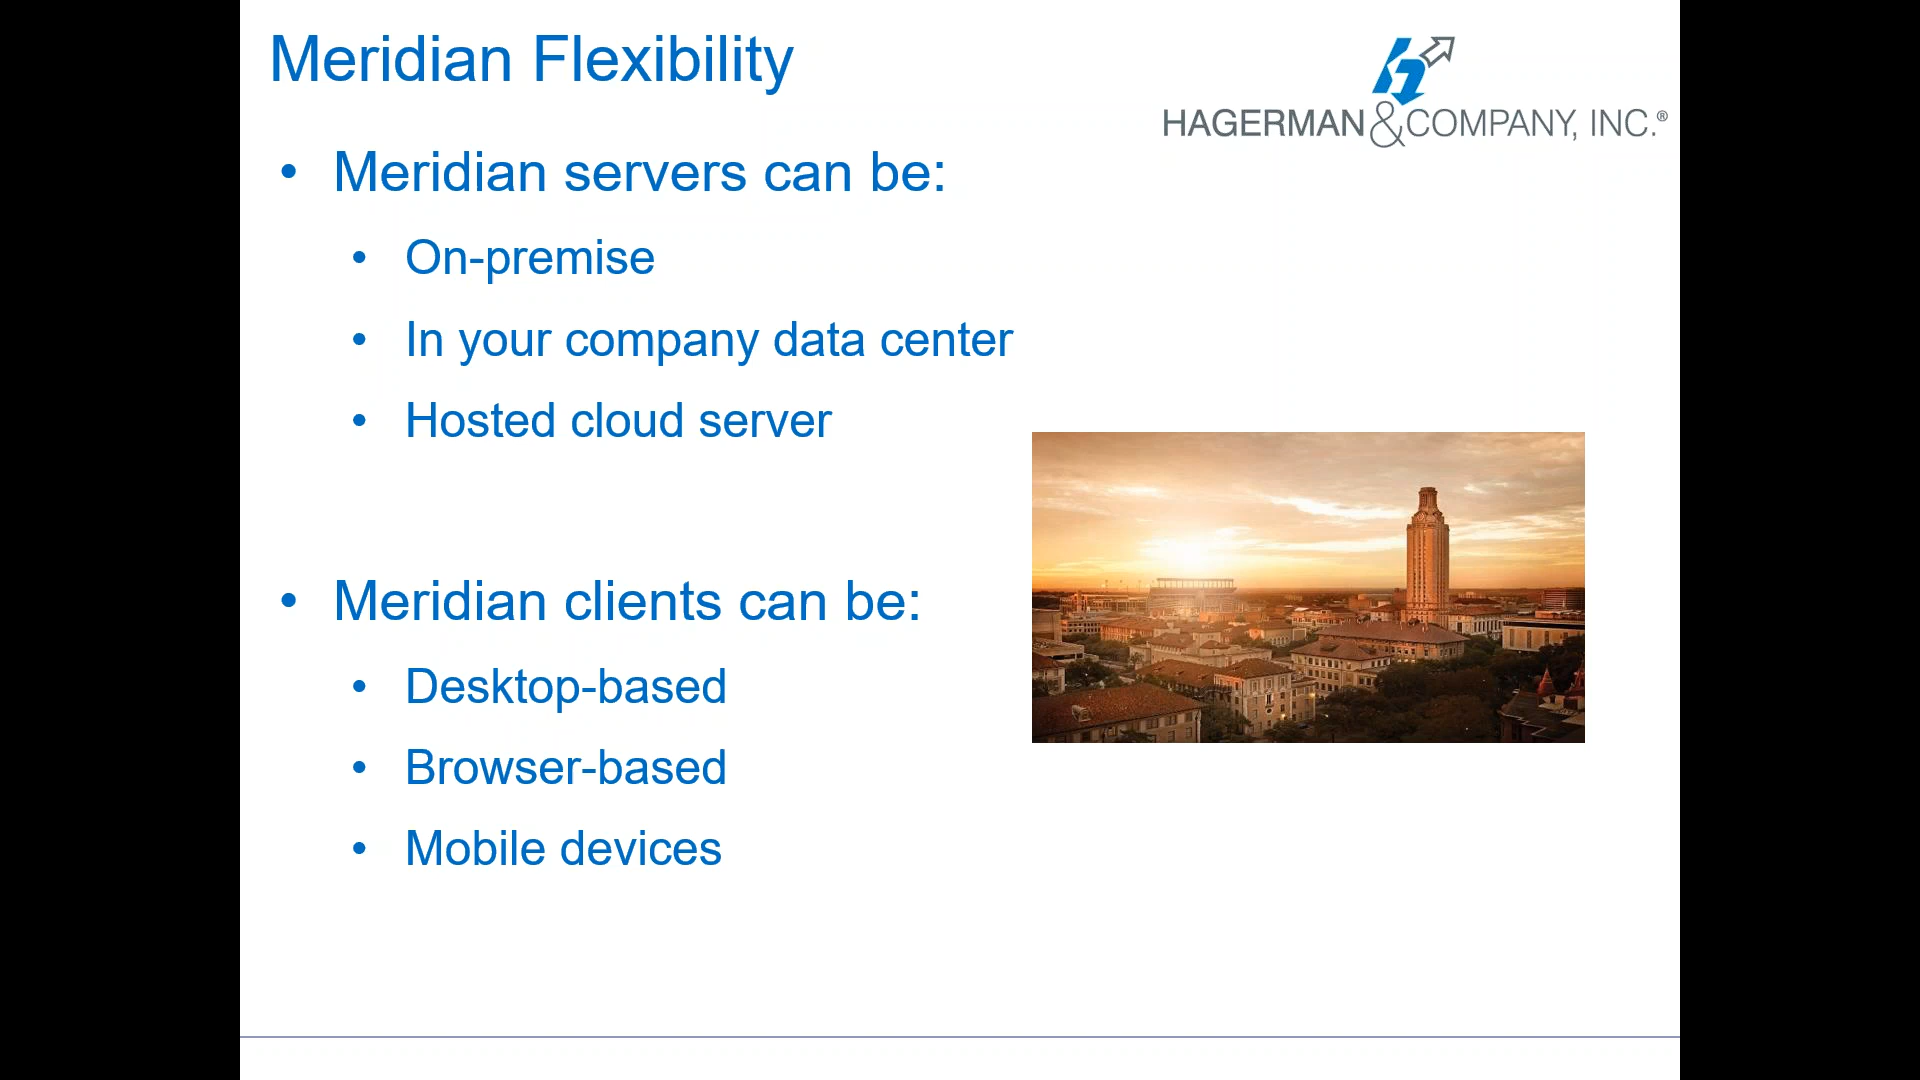 Meridian Flexibility
HAGERMAN & COMPANY, INC.®
• Meridian servers can be:
• On-premise
• In your company data center
• Hosted cloud server
• Meridian clients can be:
• Desktop-based
• Browser-based
• Mobile devices